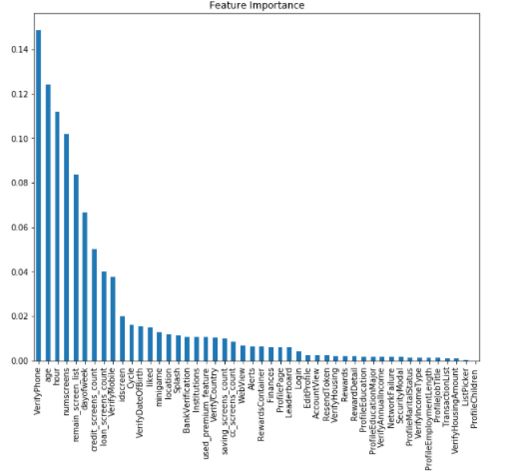 Feature Importance
0.14
0.12
0.10
0.08
0.06
0.04
0.02
0.00
VerifyPhone
age
hour
numscreens
remain_screen_list
dayofweek
credit_screens_count
loan_screens_count
VerifyMobile
idscreen
Cycle
VerifyDateOfBirth
liked
minigame
location
Splash
BankVerification
Institutions
used_premium_feature
VerifyCountry
saving_screens_count
cc_screens_count
WebView
Alerts
RewardsContainer
Finances
ProfilePage
Leaderboard
Login
EditProfile
AccountView
ResendToken
VerifyHousing
Rewards
RewardDetail
ProfileEducation
ProfileEducationMajor
VerifyAnnualIncome
NetworkFailure
SecurityModal
ProfileMaritalStatus
VerifyIncomeType
ProfileEmploymentLength
ProfileJobTitle
TransactionList
VerifyHousingAmount
ListPicker
ProfileChildren